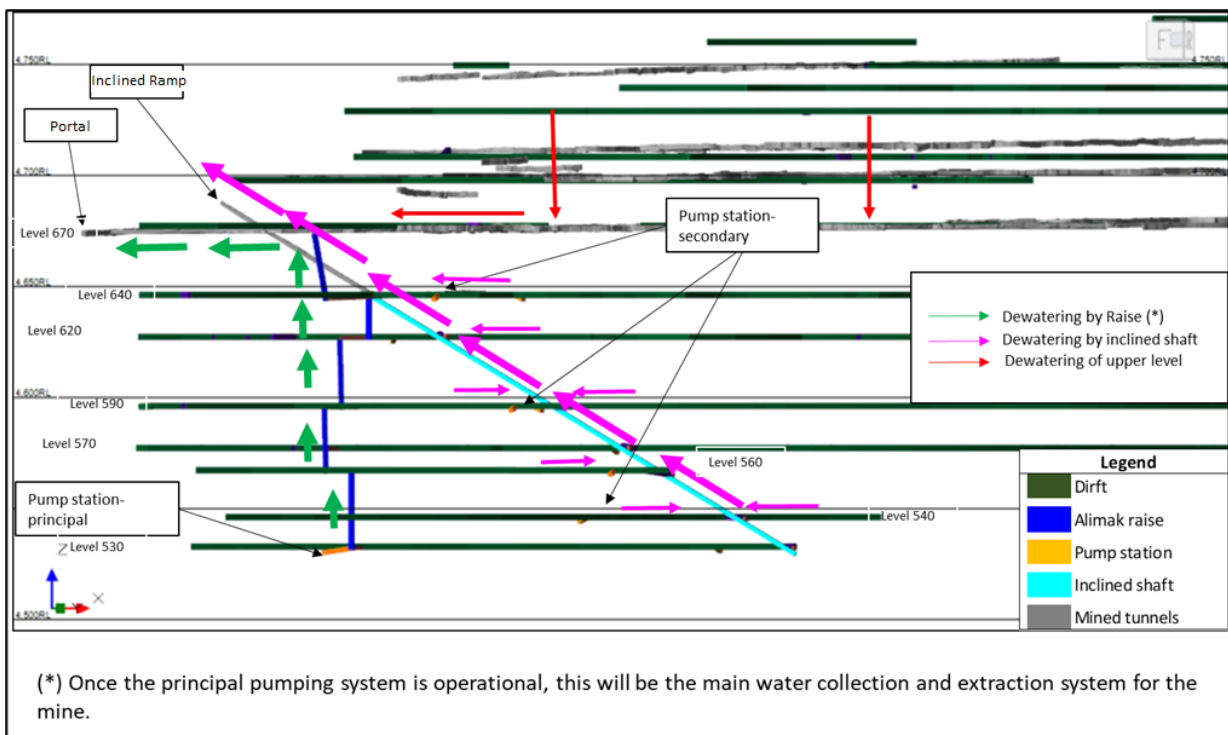 4.750RL
4.750RL
Inclined Ramp
Portal
4.700RL
4.700RL
Level 670
Pump station-
secondary
4.650RL
Level 640
Level 620
Dewatering by Raise (*)
Dewatering by inclined shaft
Dewatering of upper level
4.600RL
Level 590
Level 570
Level 560
Pump station-
principal
Level 540
Level 530
Z
X
4.500RL
Legend
Dirft
Alimak raise
Pump station
Inclined shaft
Mined tunnels
(*) Once the principal pumping system is operational, this will be the main water collection and extraction system for the
mine.